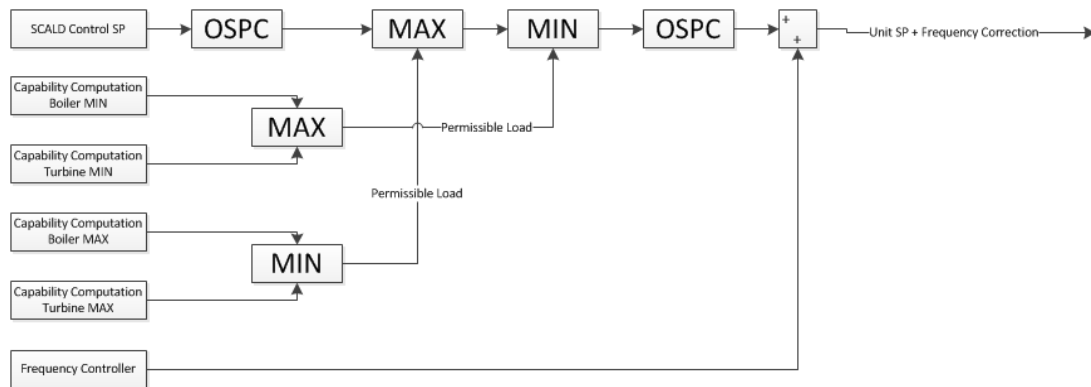 SCALD Control SP
OSPC
MAX
MIN
OSPC
+
+
Unit SP + Frequency Correction
Capability Computation
Boiler MIN
MAX
Permissible Load
Capability Computation
Turbine MIN
Permissible Load
Capability Computation
Boiler MAX
MIN
Capability Computation
Turbine MAX
Frequency Controller